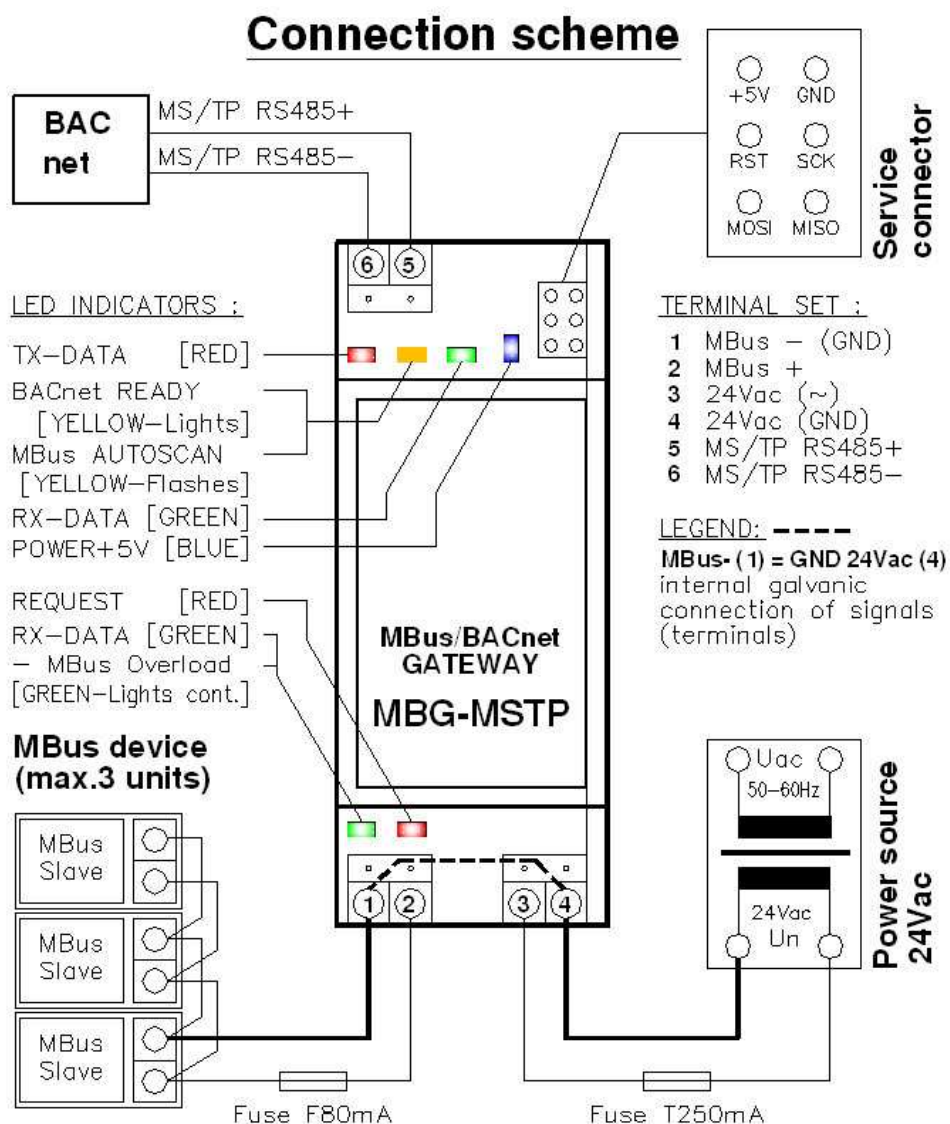 Connection scheme
BAC
net
MS/TP RS485+
MS/TP RS485−
+5V GND
RST SCK
MOSI MISO
Service
connector
6 5
LED INDICATORS :
TX−DATA [RED]
BACnet READY
[YELLOW−Lights]
MBus AUTOSCAN
[YELLOW−Flashes]
RX−DATA [GREEN]
POWER+5V [BLUE]
REQUEST [RED]
RX−DATA [GREEN]
− MBus Overload
[GREEN−Lights cont.]
TERMINAL SET :
1 MBus − (GND)
2 MBus +
3 24Vac (~)
4 24Vac (GND)
5 MS/TP RS485+
6 MS/TP RS485−
LEGEND:
MBus- (1) = GND 24Vac (4)
internal galvanic
connection of signals
(terminals)
MBus/BACnet
GATEWAY
MBG-MSTP
MBus device
(max.3 units)
MBus
Slave
MBus
Slave
MBus
Slave
1 2 3 4
Uac
50−60Hz
24Vac
Un
Power source
24Vac
Fuse F80mA
Fuse T250mA